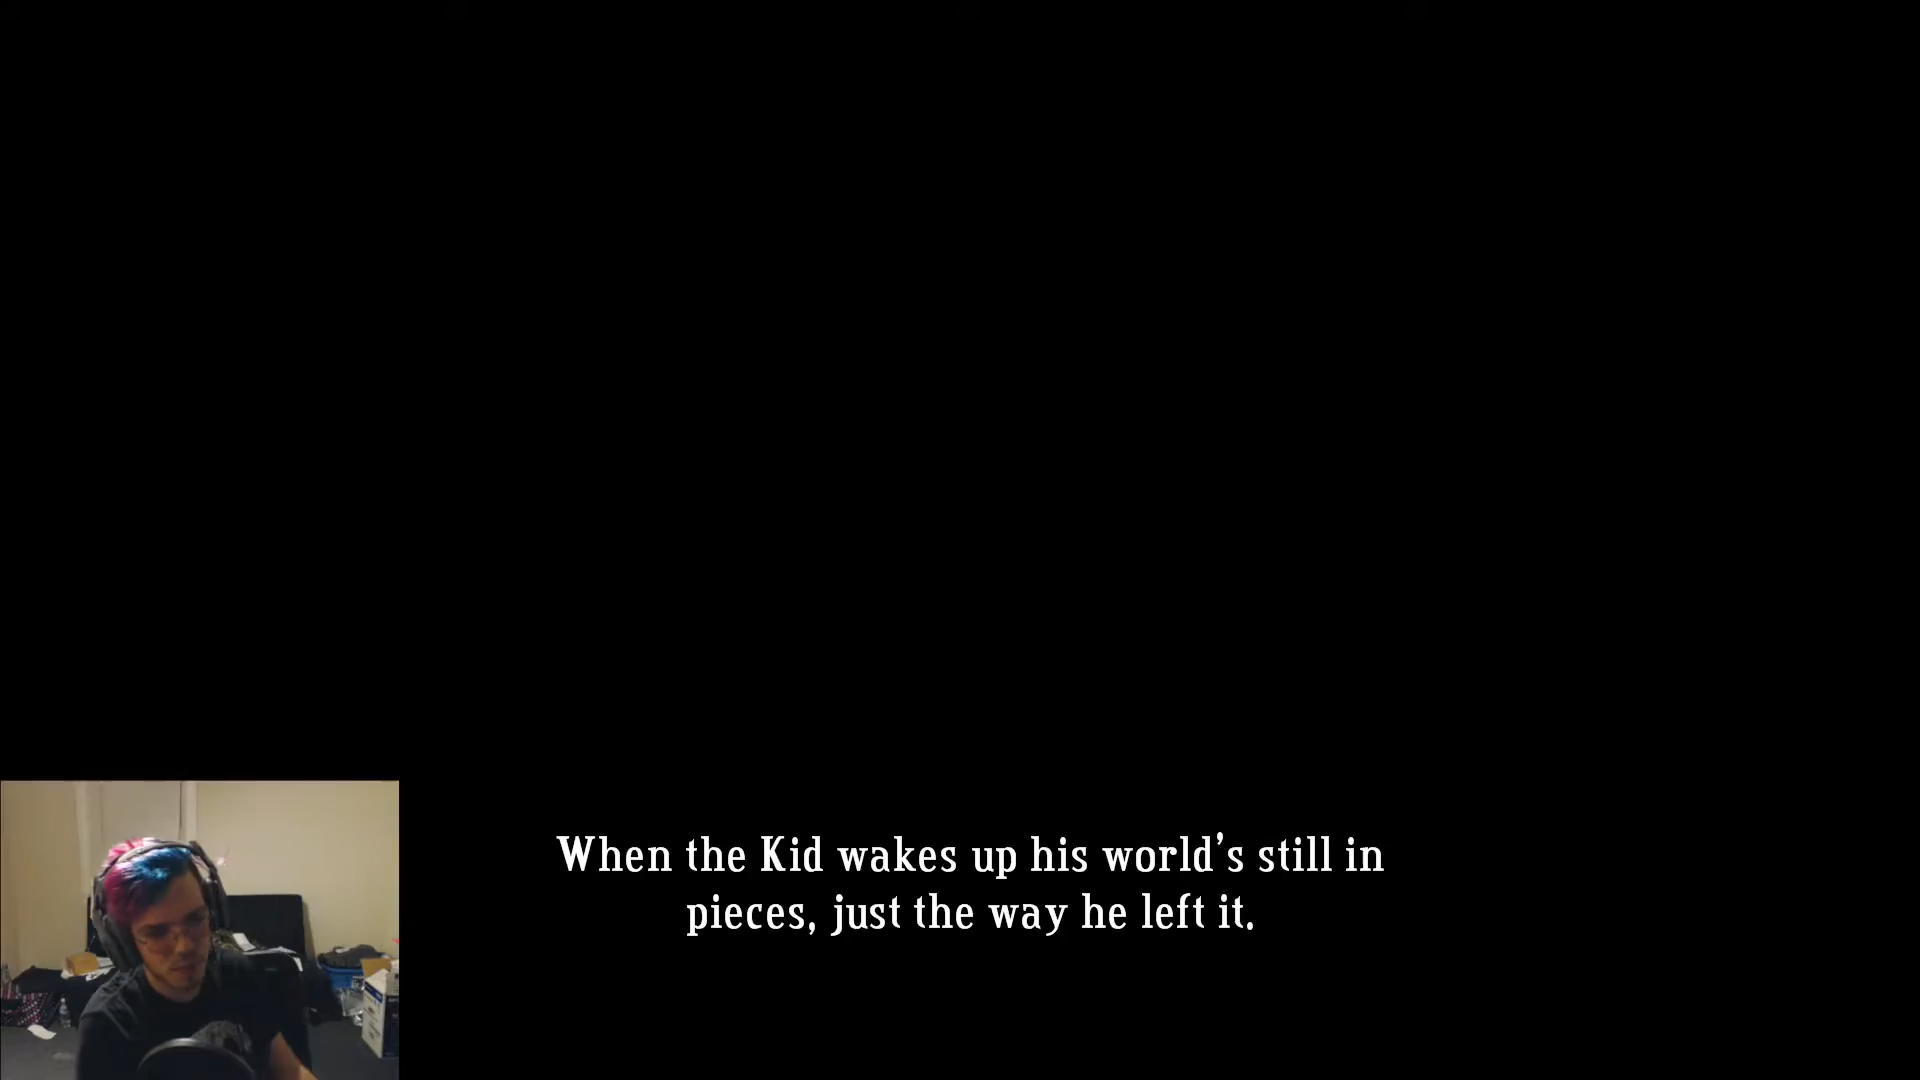 When the Kid wakes up his world's still in
pieces, just the way he left it.